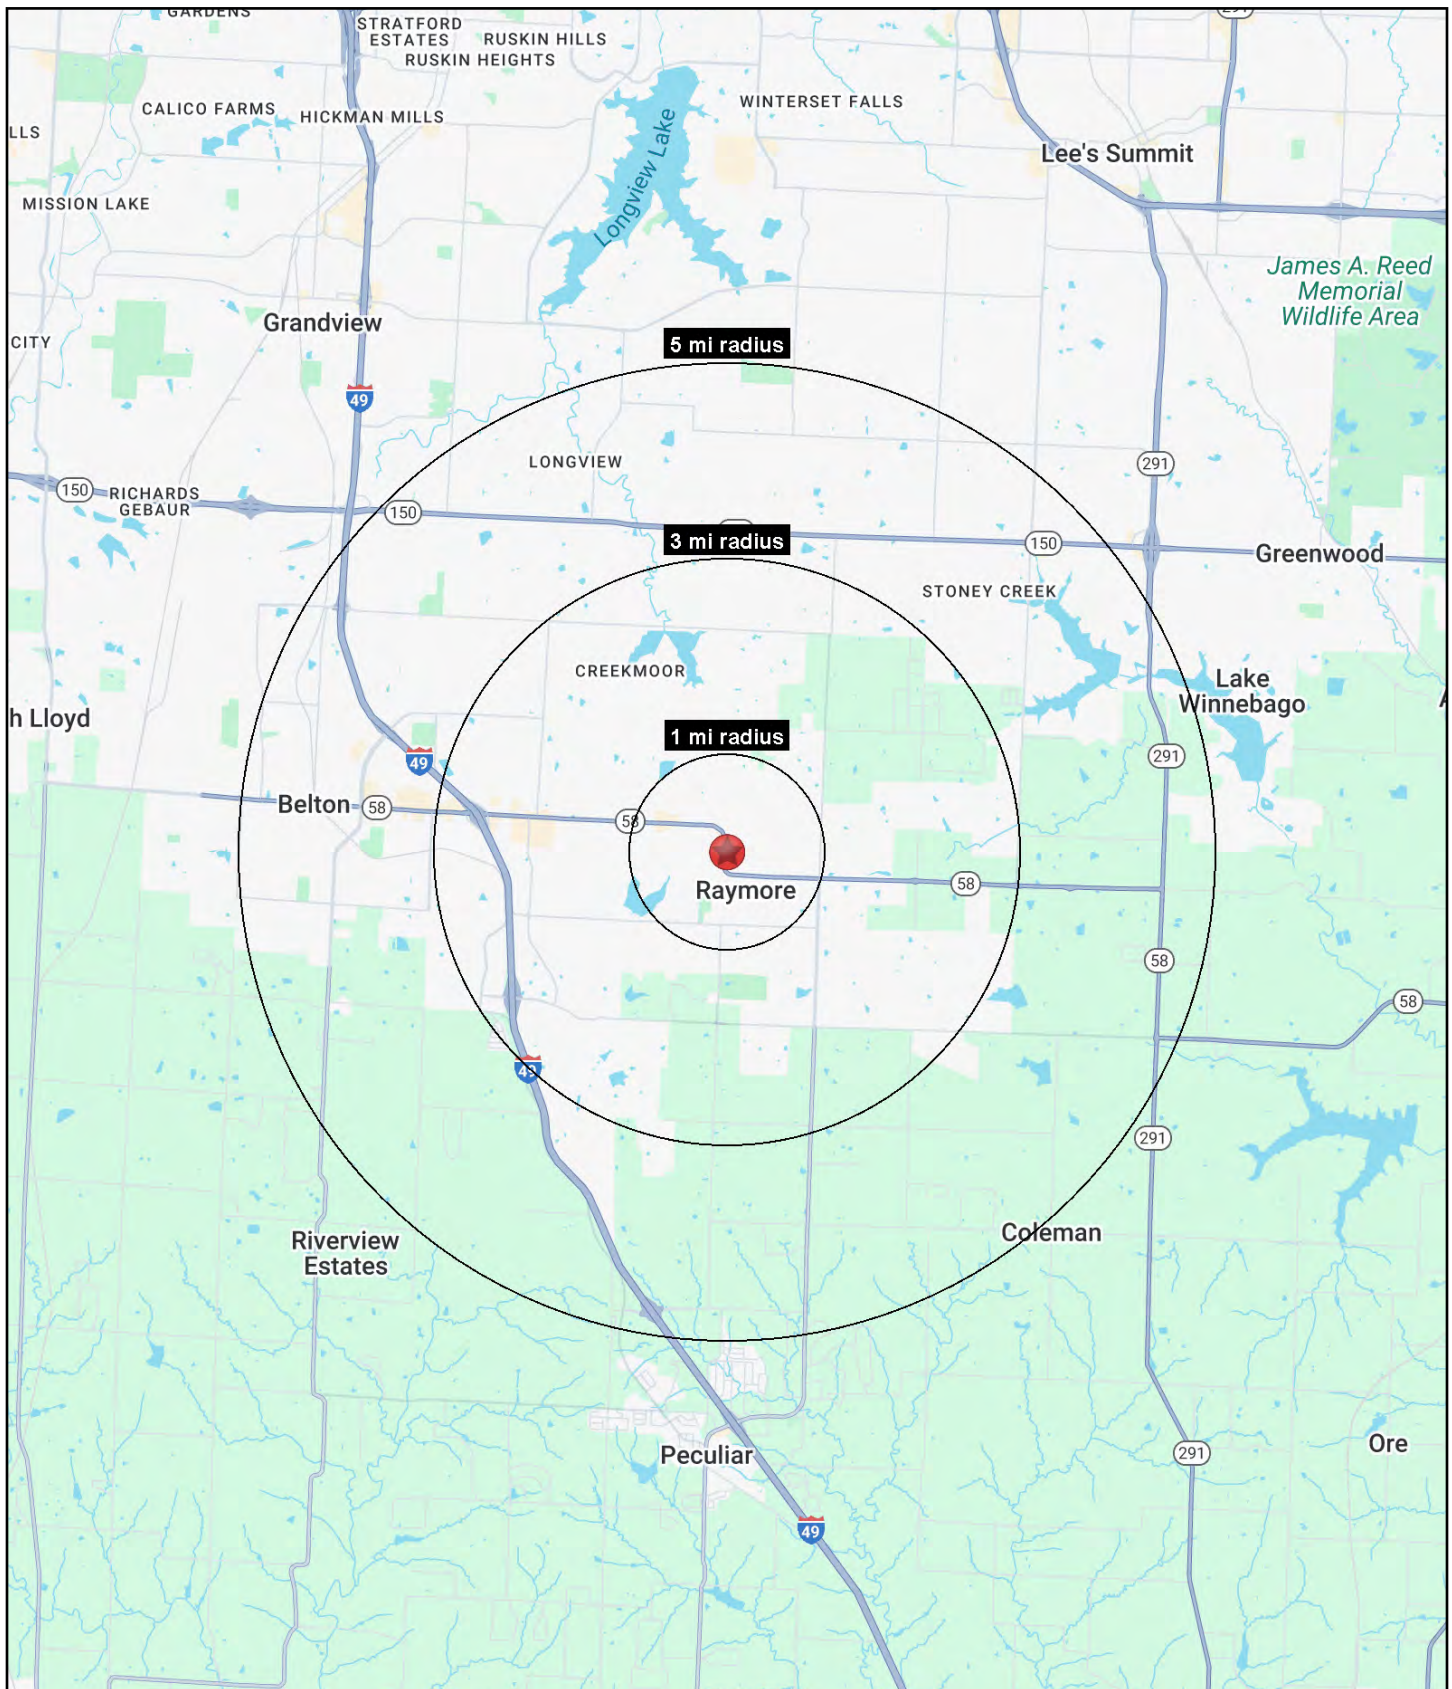 GARDENS
STRATFORD
ESTATES
RUSKIN HILLS
RUSKIN HEIGHTS
291
CALICO FARMS
HICKMAN MILLS
WINTERSET FALLS
LLS
Lee's Summit
MISSION LAKE
Longview Lake
James A. Reed
Memorial
Wildlife Area
Grandview
CITY
5 mi radius
49
LONGVIEW
291
150
RICHARDS
GEBAUR
150
3 mi radius
150
Greenwood
STONEY CREEK
CREEKMOOR
Lake
Winnebago
h Lloyd
1 mi radius
49
291
Belton
58
58
Raymore
58
58
58
49
291
Coleman
Riverview
Estates
Peculiar
Ore
291
49